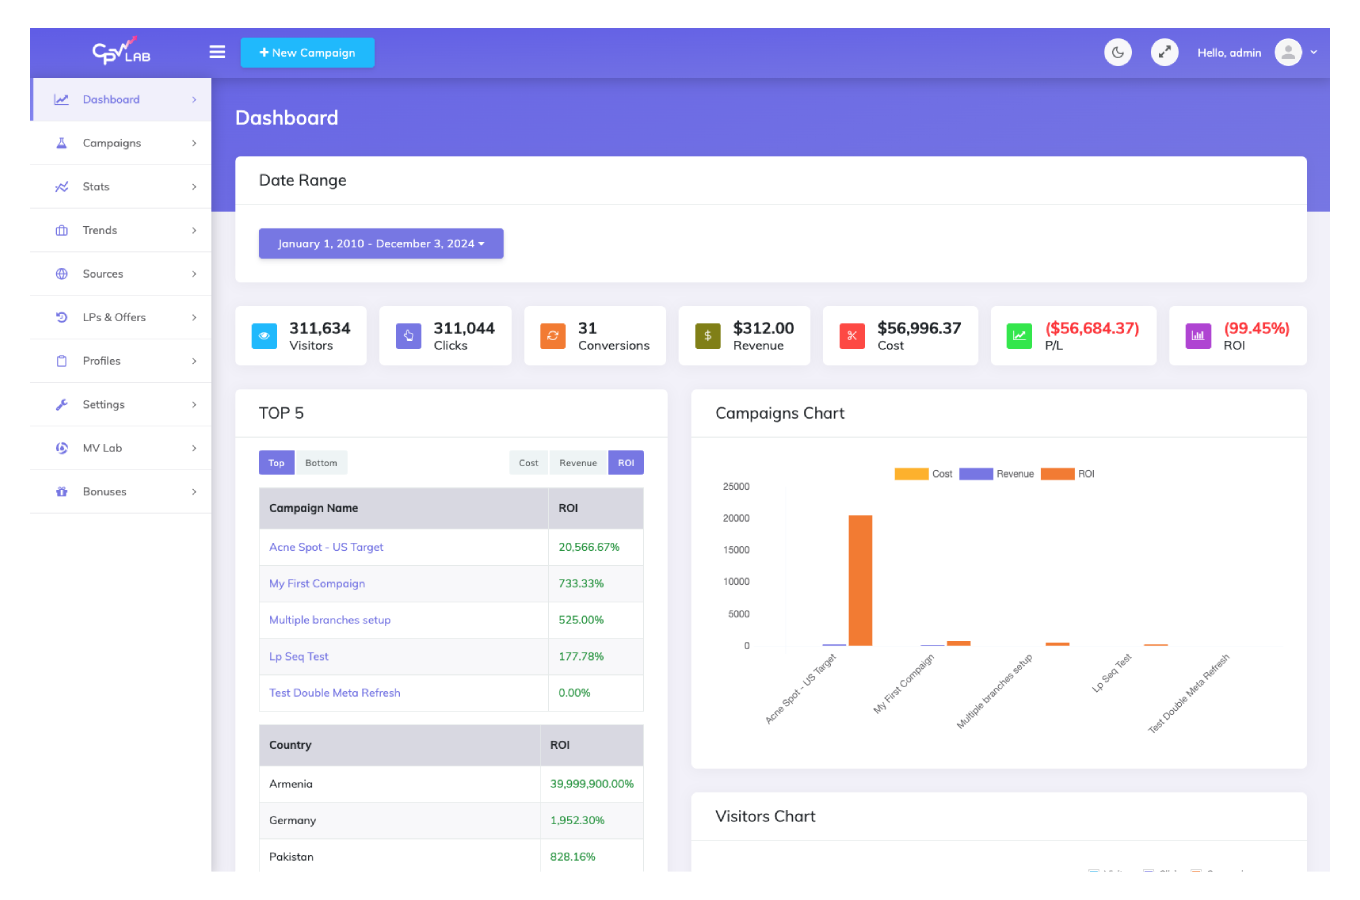 CPV LAB
+ New Campaign
Hello, admin
Dashboard
Campaigns
Stats
Trends
Sources
LPs & Offers
Profiles
Settings
MV Lab
Bonuses
Dashboard
Date Range
January 1, 2010 - December 3, 2024
311,634
Visitors
311,044
Clicks
31
Conversions
$312.00
Revenue
$56,996.37
Cost
($56,684.37)
P/L
(99.45%)
ROI
TOP 5
Top Bottom Cost Revenue ROI
Campaign Name ROI
Acne Spot - US Target 20,566.67%
My First Compaign 733.33%
Multiple branches setup 525.00%
Lp Seq Test 177.78%
Test Double Meta Refresh 0.00%
Country ROI
Armenia 39,999,900.00%
Germany 1,952.30%
Pakistan 828.16%
Campaigns Chart
Cost Revenue ROI
25000
20000
15000
10000
5000
0
Acne Spot - US Target
My First Compaign
Multiple branches setup
Lp Seq Test
Test Double Meta Refresh
Visitors Chart